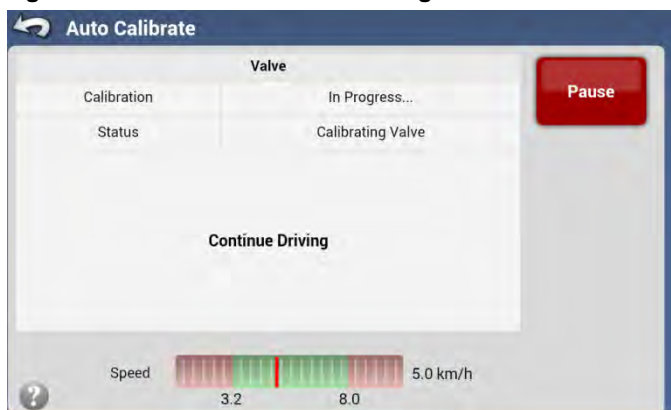 Auto Calibrate
Valve
Calibration In Progress...
Pause
Status Calibrating Valve
Continue Driving
Speed 5.0 km/h
3.2 8.0
?